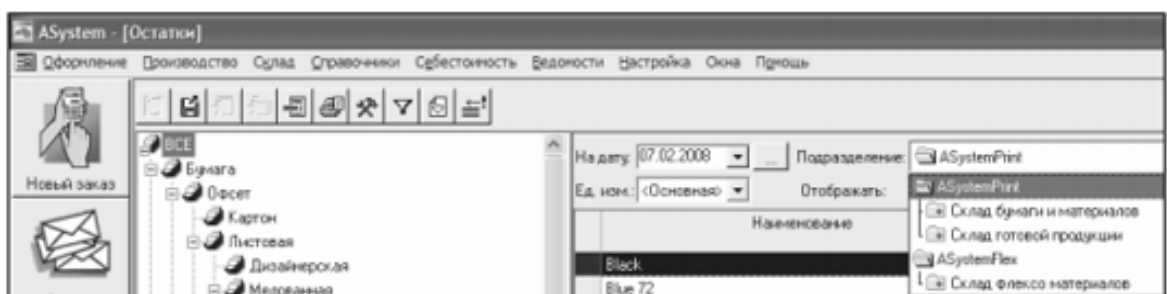 ASystem - [Остатки]
Оформление Производство Склад Справочники Себестоимость Ведомости Настройка Окна Помощь
Новый заказ
ВСЕ
Бумага
Офсет
Картон
Листовая
Дизайнерская
Мелованная
На дату: 07.02.2008 ... Подразделение: ASystemPrint
Ед. изм.: <Основная> Отображать:
Наименование
Black
Blue 72
ASystemPrint
Склад бумаги и материалов
Склад готовой продукции
ASystemFlex
Склад флексо материалов